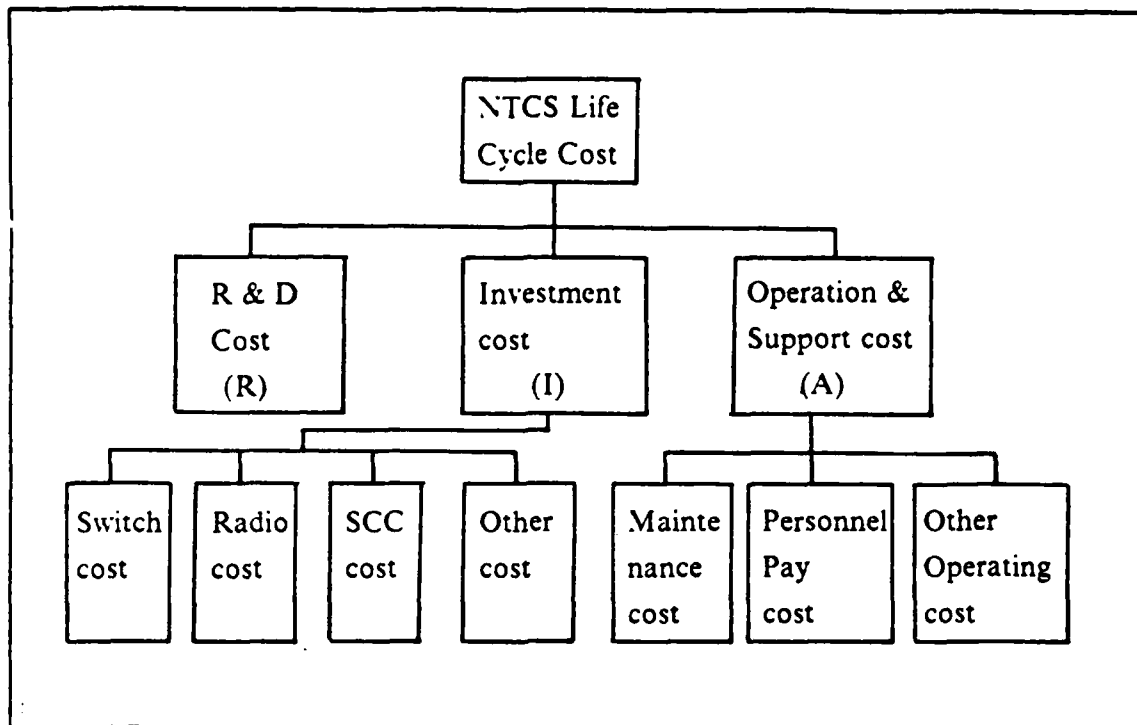 NTCS Life
Cycle Cost
R & D
Cost
(R)
Investment
cost
(I)
Operation &
Support cost
(A)
Switch
cost
Radio
cost
SCC
cost
Other
cost
Mainte
nance
cost
Personnel
Pay
cost
Other
Operating
cost